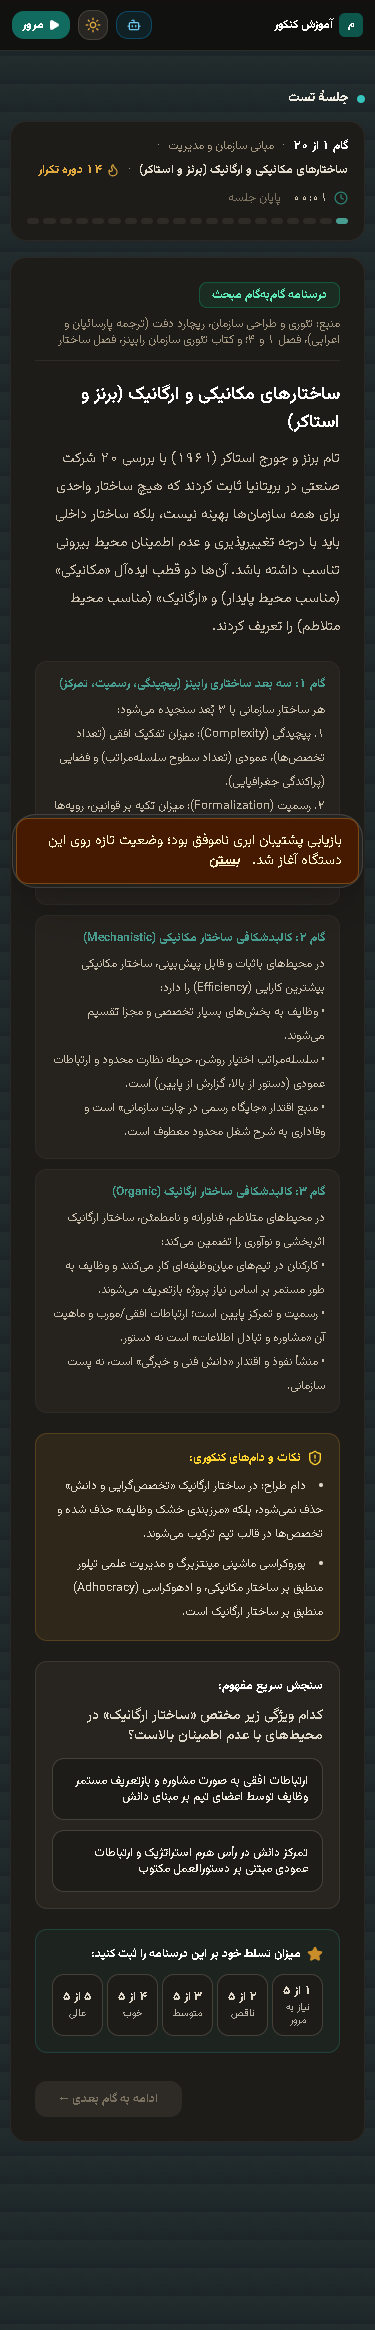 م
آموزش کنکور
مرور
جلسهٔ تست
گام ۱ از ۲۰ · مبانی سازمان و مدیریت ·
ساختارهای مکانیکی و ارگانیک (برنز و استاکر) · ۱۴ دوره تکرار
۰۰:۰۱ پایان جلسه
درسنامه گام‌به‌گام مبحث
منبع: تئوری و طراحی سازمان، ریچارد دفت (ترجمه پارسائیان و
اعرابی)، فصل ۱ و ۴؛ و کتاب تئوری سازمان رابینز، فصل ساختار
ساختارهای مکانیکی و ارگانیک (برنز و
استاکر)
تام برنز و جورج استاکر (۱۹۶۱) با بررسی ۲۰ شرکت
صنعتی در بریتانیا ثابت کردند که هیچ ساختار واحدی
برای همه سازمان‌ها بهینه نیست، بلکه ساختار داخلی
باید با درجه تغییرپذیری و عدم اطمینان محیط بیرونی
تناسب داشته باشد. آن‌ها دو قطب ایده‌آل «مکانیکی»
(مناسب محیط پایدار) و «ارگانیک» (مناسب محیط
متلاطم) را تعریف کردند.
گام ۱: سه بعد ساختاری رابینز (پیچیدگی، رسمیت، تمرکز)
هر ساختار سازمانی با ۳ بُعد سنجیده می‌شود:
۱. پیچیدگی (Complexity): میزان تفکیک افقی (تعداد
تخصص‌ها)، عمودی (تعداد سطوح سلسله‌مراتب) و فضایی
(پراکندگی جغرافیایی).
۲. رسمیت (Formalization): میزان تکیه بر قوانین، رویه‌ها
بازیابی پشتیبان ابری ناموفق بود؛ وضعیت تازه روی این
دستگاه آغاز شد. بستن
گام ۲: کالبدشکافی ساختار مکانیکی (Mechanistic)
در محیط‌های باثبات و قابل پیش‌بینی، ساختار مکانیکی
بیشترین کارایی (Efficiency) را دارد:
• وظایف به بخش‌های بسیار تخصصی و مجزا تقسیم
می‌شوند.
• سلسله‌مراتب اختیار روشن، حیطه نظارت محدود و ارتباطات
عمودی (دستور از بالا، گزارش از پایین) است.
• منبع اقتدار «جایگاه رسمی در چارت سازمانی» است و
وفاداری به شرح شغل محدود معطوف است.
گام ۳: کالبدشکافی ساختار ارگانیک (Organic)
در محیط‌های متلاطم، فناورانه و نامطمئن، ساختار ارگانیک
اثربخشی و نوآوری را تضمین می‌کند:
• کارکنان در تیم‌های میان‌وظیفه‌ای کار می‌کنند و وظایف به
طور مستمر بر اساس نیاز پروژه بازتعریف می‌شوند.
• رسمیت و تمرکز پایین است؛ ارتباطات افقی/مورب و ماهیت
آن «مشاوره و تبادل اطلاعات» است نه دستور.
• منشأ نفوذ و اقتدار «دانش فنی و خبرگی» است، نه پست
سازمانی.
نکات و دام‌های کنکوری:
• دام طراح: در ساختار ارگانیک «تخصص‌گرایی و دانش»
حذف نمی‌شود، بلکه «مرزبندی خشک وظایف» حذف شده و
تخصص‌ها در قالب تیم ترکیب می‌شوند.
• بوروکراسی ماشینی مینتزبرگ و مدیریت علمی تیلور
منطبق بر ساختار مکانیکی، و ادهوکراسی (Adhocracy)
منطبق بر ساختار ارگانیک است.
سنجش سریع مفهوم:
کدام ویژگی زیر مختص «ساختار ارگانیک» در
محیط‌های با عدم اطمینان بالاست؟
ارتباطات افقی به صورت مشاوره و بازتعریف مستمر
وظایف توسط اعضای تیم بر مبنای دانش
تمرکز دانش در رأس هرم استراتژیک و ارتباطات
عمودی مبتنی بر دستورالعمل مکتوب
میزان تسلط خود بر این درسنامه را ثبت کنید:
۱ از ۵ ۲ از ۵ ۳ از ۵ ۴ از ۵ ۵ از ۵
نیاز به مرور ناقص متوسط خوب عالی
ادامه به گام بعدی ←